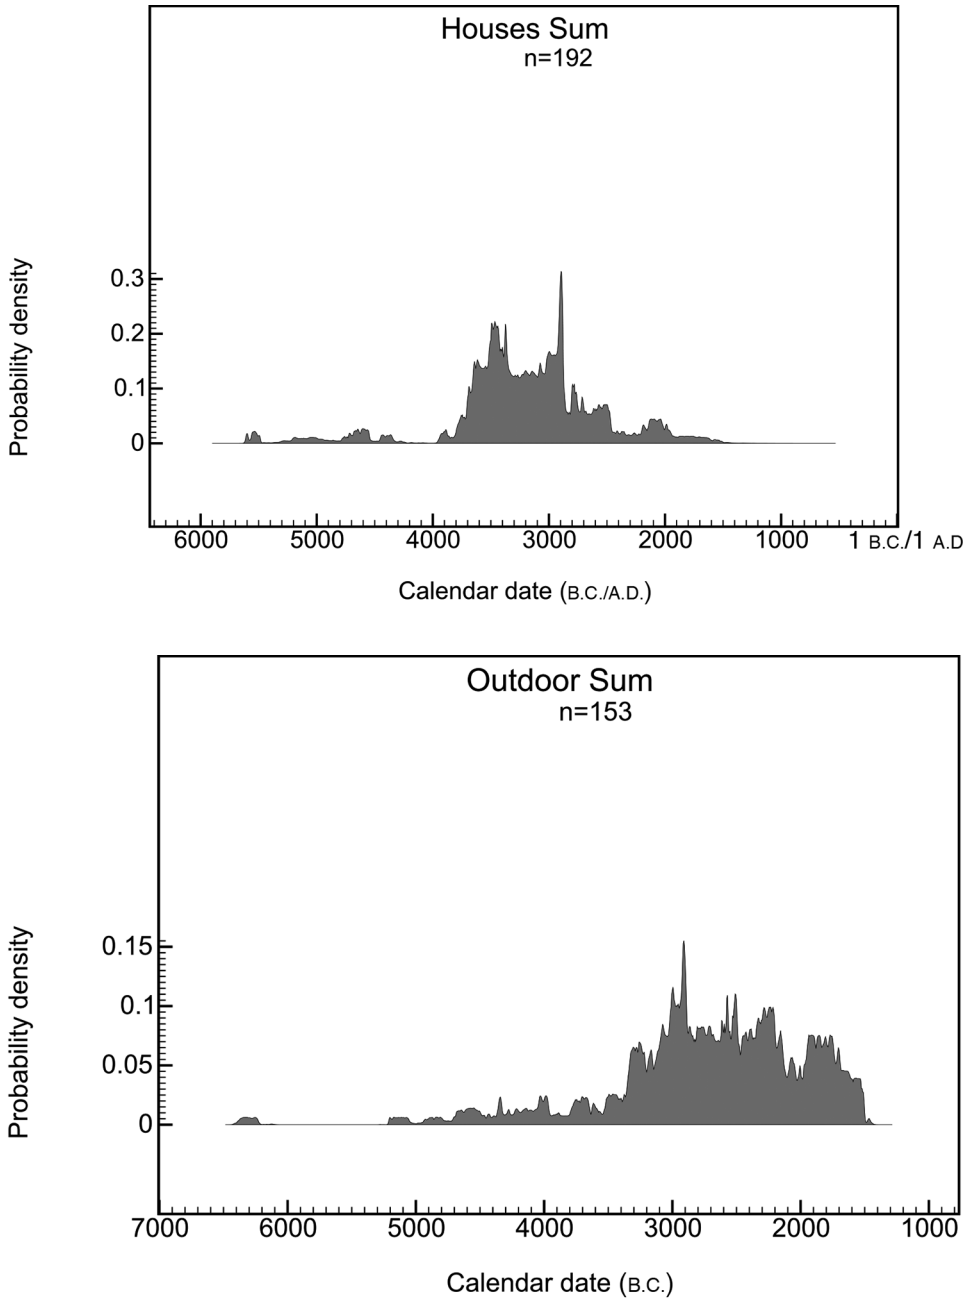 Houses Sum
n=192
Probability density
0.3
0.2
0.1
0
6000 5000 4000 3000 2000 1000 1 B.C./1 A.D
Calendar date (B.C./A.D.)
Outdoor Sum
n=153
Probability density
0.15
0.1
0.05
0
7000 6000 5000 4000 3000 2000 1000
Calendar date (B.C.)